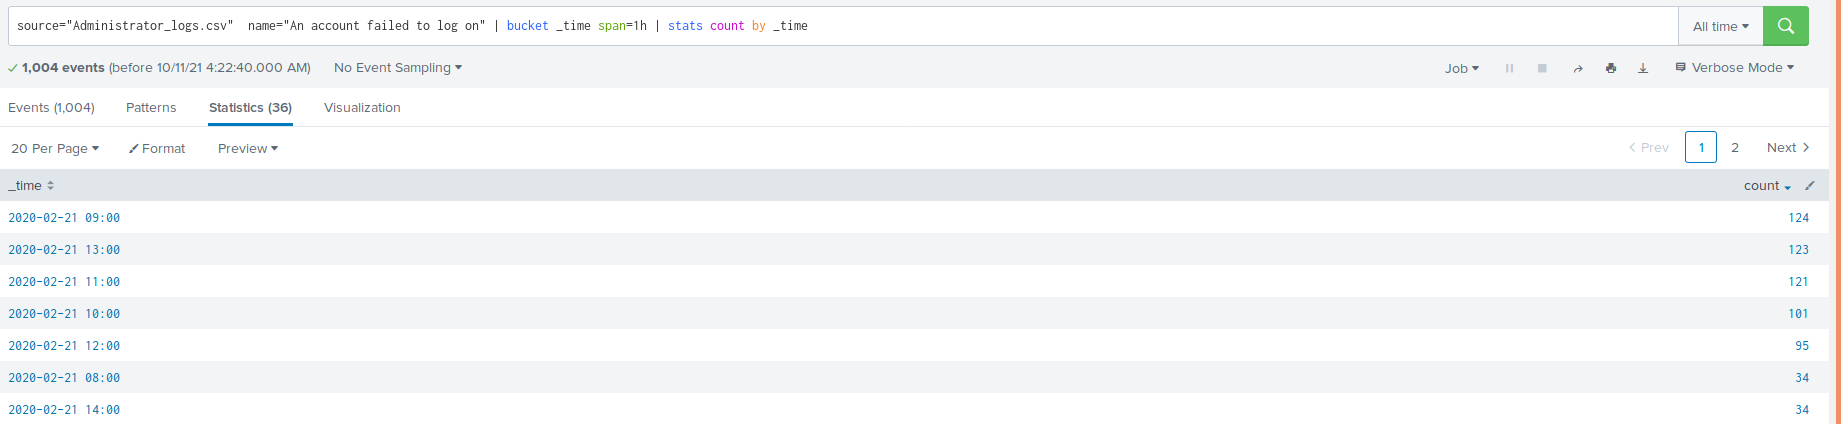 source="Administrator_logs.csv"  name="An account failed to log on" | bucket _time span=1h | stats count by _time
All time
1,004 events (before 10/11/21 4:22:40.000 AM) No Event Sampling Job Verbose Mode
Events (1,004) Patterns Statistics (36) Visualization
20 Per Page Format Preview < Prev 1 2 Next >
_time count
2020-02-21 09:00 124
2020-02-21 13:00 123
2020-02-21 11:00 121
2020-02-21 10:00 101
2020-02-21 12:00 95
2020-02-21 08:00 34
2020-02-21 14:00 34